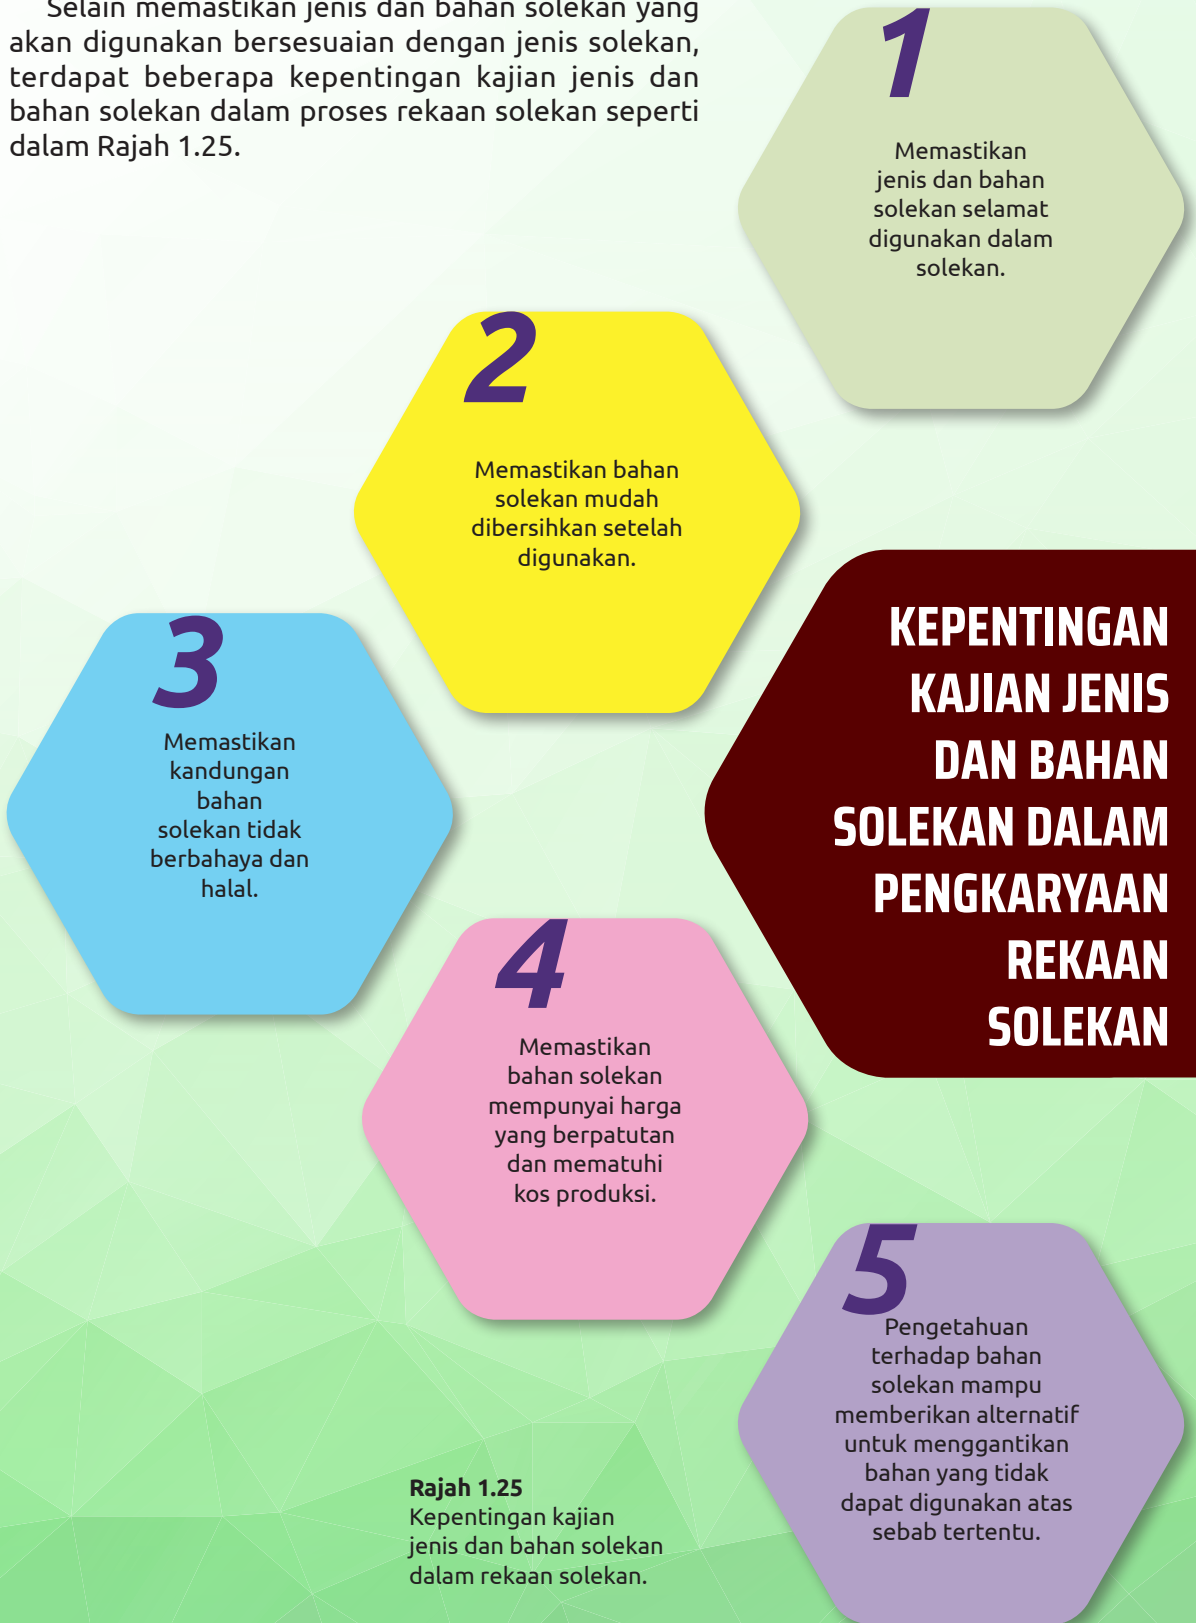 Selain memastikan jenis dan bahan solekan yang
akan digunakan bersesuaian dengan jenis solekan,
terdapat beberapa kepentingan kajian jenis dan
bahan solekan dalam proses rekaan solekan seperti
dalam Rajah 1.25.
1
Memastikan
jenis dan bahan
solekan selamat
digunakan dalam
solekan.
2
Memastikan bahan
solekan mudah
dibersihkan setelah
digunakan.
3
Memastikan
kandungan
bahan
solekan tidak
berbahaya dan
halal.
KEPENTINGAN
KAJIAN JENIS
DAN BAHAN
SOLEKAN DALAM
PENGKARYAAN
REKAAN
SOLEKAN
4
Memastikan
bahan solekan
mempunyai harga
yang berpatutan
dan mematuhi
kos produksi.
5
Pengetahuan
terhadap bahan
solekan mampu
memberikan alternatif
untuk menggantikan
bahan yang tidak
dapat digunakan atas
sebab tertentu.
Rajah 1.25
Kepentingan kajian
jenis dan bahan solekan
dalam rekaan solekan.